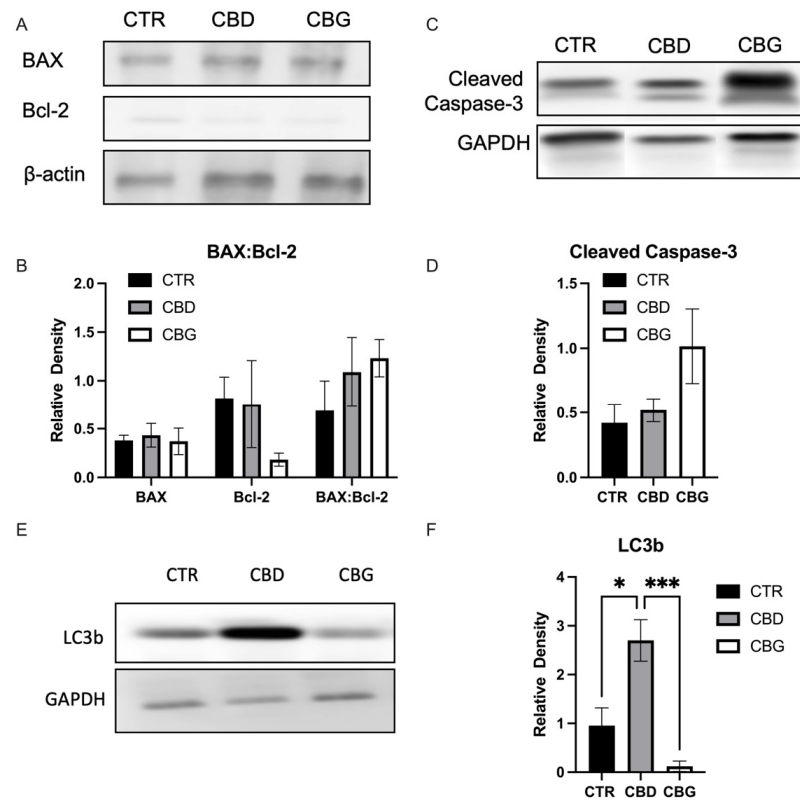 A
CTR CBD CBG
BAX
Bcl-2
β-actin
C
CTR CBD CBG
Cleaved
Caspase-3
GAPDH
B
BAX:Bcl-2
CTR
CBD
CBG
Relative Density
2.0
1.5
1.0
0.5
0.0
BAX Bcl-2 BAX:Bcl-2
D
Cleaved Caspase-3
CTR
CBD
CBG
Relative Density
1.5
1.0
0.5
0.0
CTR CBD CBG
E
CTR CBD CBG
LC3b
GAPDH
F
LC3b
* ***
CTR
CBD
CBG
Relative Density
4
3
2
1
0
CTR CBD CBG